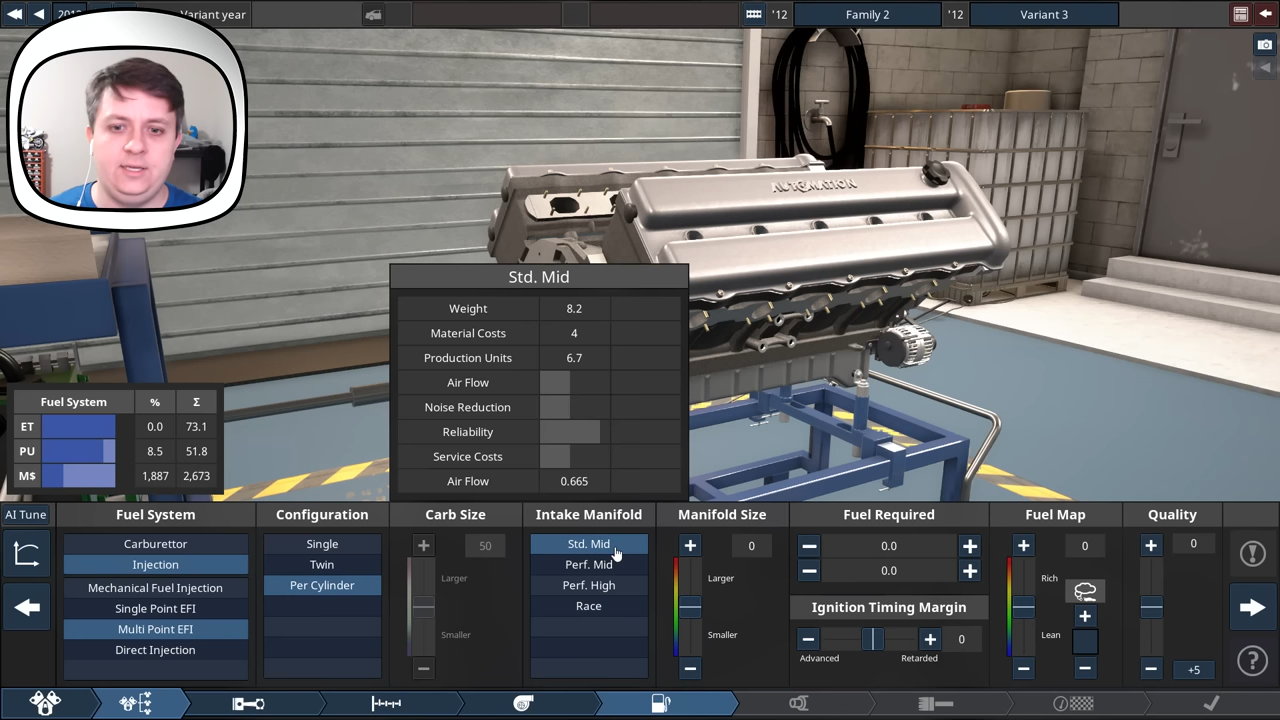 Variant year
'12
Family 2
'12
Variant 3
AUTOMATION
Std. Mid
Weight 8.2
Material Costs 4
Production Units 6.7
Air Flow
Noise Reduction
Reliability
Service Costs
Air Flow 0.665
Fuel System % Σ
ET 0.0 73.1
PU 8.5 51.8
M$ 1,887 2,673
AI Tune
Fuel System
Carburettor
Injection
Mechanical Fuel Injection
Single Point EFI
Multi Point EFI
Direct Injection
Configuration
Single
Twin
Per Cylinder
Carb Size
50
Larger
Smaller
Intake Manifold
Std. Mid
Perf. Mid
Perf. High
Race
Manifold Size
0
Larger
Smaller
Fuel Required
0.0
0.0
Ignition Timing Margin
0
Advanced Retarded
Fuel Map
0
Rich
Lean
Quality
0
+5